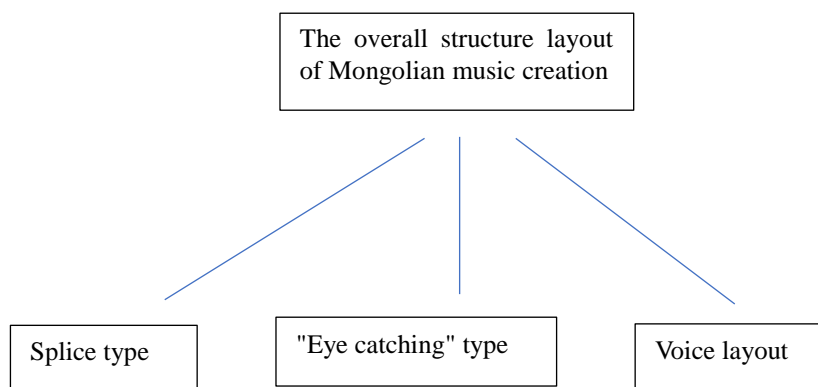 The overall structure layout
of Mongolian music creation
Splice type
"Eye catching" type
Voice layout